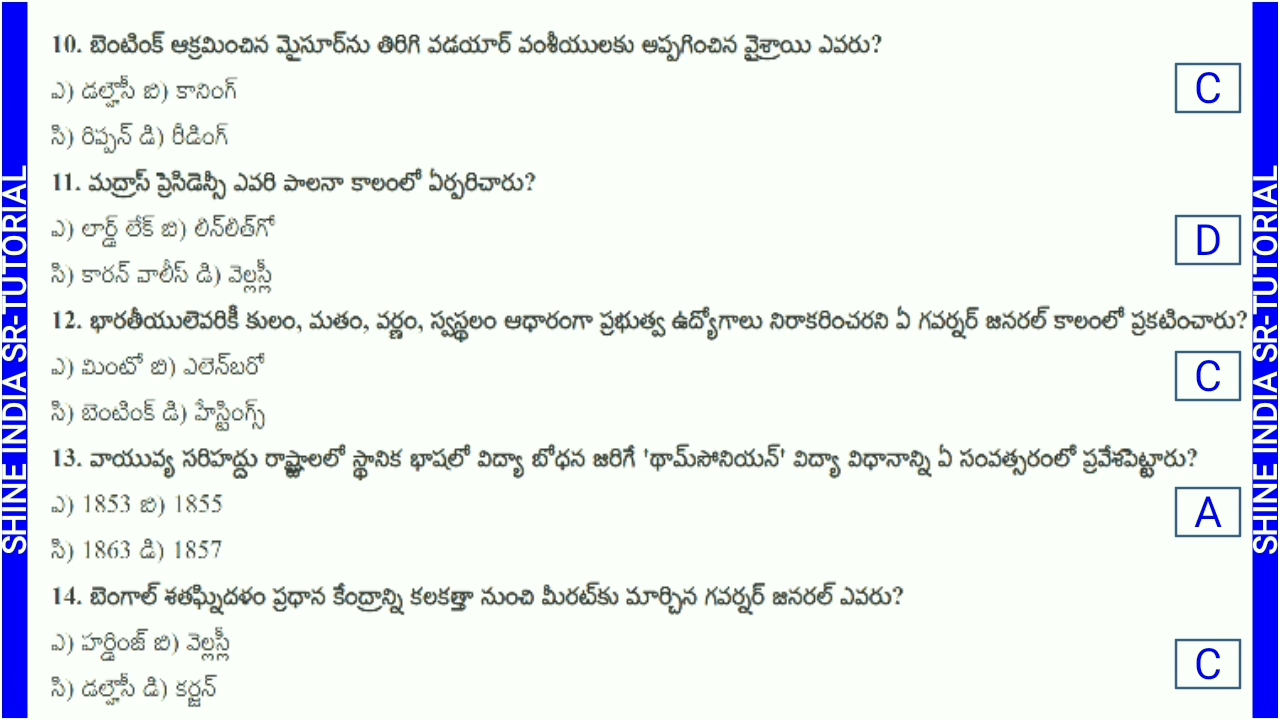 SHINE INDIA SR-TUTORIAL
10. బెంటింక్ ఆక్రమించిన మైసూర్‌ను తిరిగి వడయార్ వంశీయులకు అప్పగించిన వైశ్రాయి ఎవరు?
ఎ) డల్హౌసీ బి) కానింగ్
C
సి) రిప్పన్ డి) రీడింగ్
11. మద్రాస్ ప్రెసిడెన్సీ ఎవరి పాలనా కాలంలో ఏర్పరిచారు?
ఎ) లార్డ్ లేక్ బి) లిన్‌లిత్‌గో
D
సి) కారన్ వాలీస్ డి) వెల్లస్లీ
12. భారతీయులెవరికీ కులం, మతం, వర్ణం, స్వస్థలం ఆధారంగా ప్రభుత్వ ఉద్యోగాలు నిరాకరించరని ఏ గవర్నర్ జనరల్ కాలంలో ప్రకటించారు?
ఎ) మింటో బి) ఎలెన్‌బరో
C
సి) బెంటింక్ డి) హేస్టింగ్స్
13. వాయువ్య సరిహద్దు రాష్ట్రాలలో స్థానిక భాషలో విద్యా బోధన జరిగే 'థామ్‌సోనియన్' విద్యా విధానాన్ని ఏ సంవత్సరంలో ప్రవేశపెట్టారు?
ఎ) 1853 బి) 1855
A
సి) 1863 డి) 1857
14. బెంగాల్ శతఘ్నిదళం ప్రధాన కేంద్రాన్ని కలకత్తా నుంచి మీరట్‌కు మార్చిన గవర్నర్ జనరల్ ఎవరు?
ఎ) హర్డింజ్ బి) వెల్లస్లీ
C
సి) డల్హౌసీ డి) కర్జన్
SHINE INDIA SR-TUTORIAL